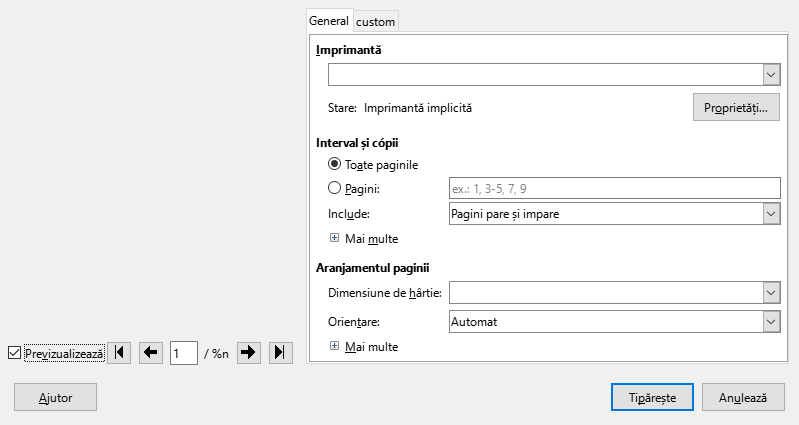 General custom
Imprimantă
Stare: Imprimantă implicită Proprietăți...
Interval și cópii
Toate paginile
Pagini: ex.: 1, 3-5, 7, 9
Include: Pagini pare și impare
Mai multe
Aranjamentul paginii
Dimensiune de hârtie:
Orientare: Automat
Mai multe
Previzualizează 1 / %n
Ajutor Tipărește Anulează